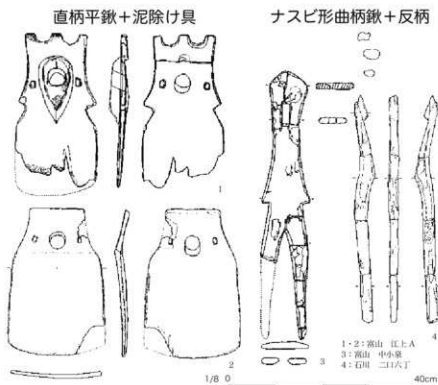 直柄平鍬+泥除け具
ナスビ形曲柄鍬+反柄
1
2
3
4
1・2:富山 江上A
3:富山 中小泉
4:石川 二口六丁
1/8 0 40cm